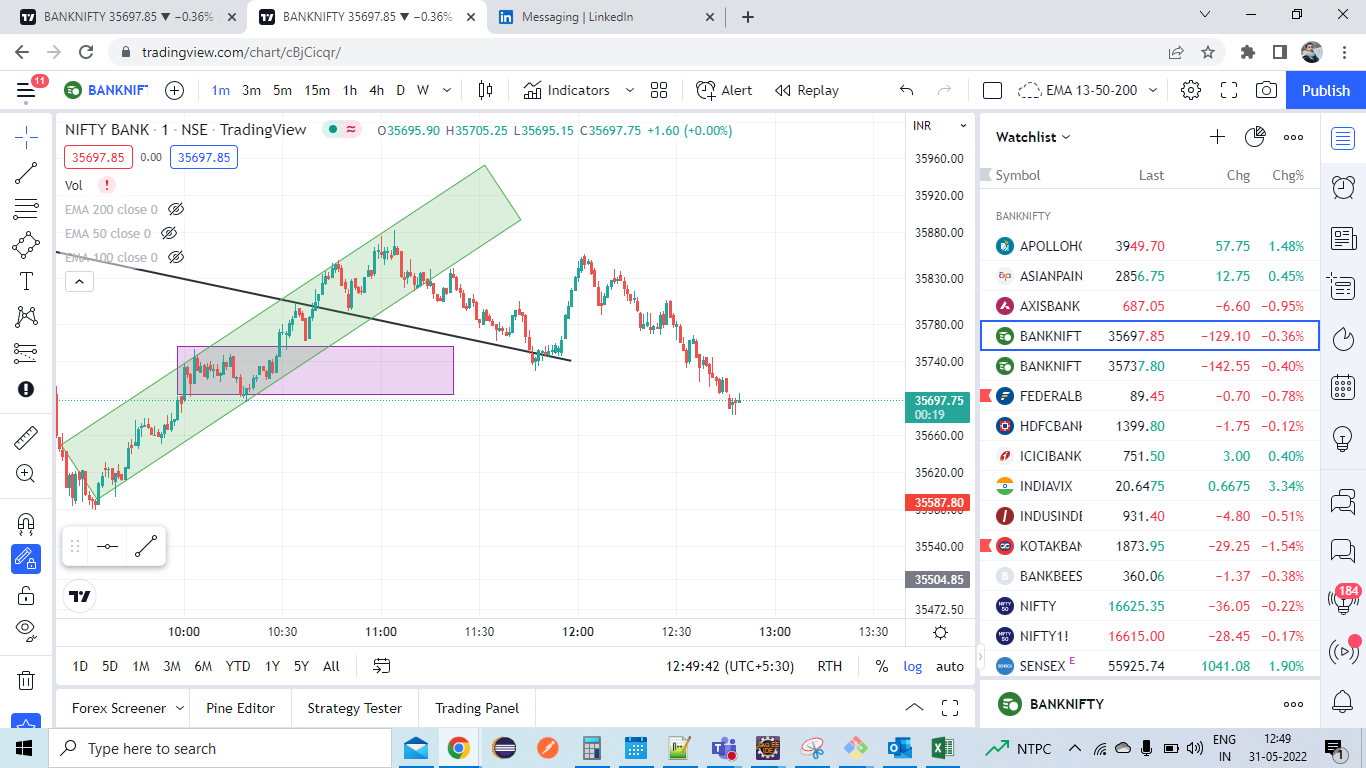 BANKNIFTY 35697.85 ▼ −0.36%
BANKNIFTY 35697.85 ▼ −0.36%
Messaging | LinkedIn
tradingview.com/chart/cBjCicqr/
11
BANKNIF
1m 3m 5m 15m 1h 4h D W
Indicators
Alert
Replay
EMA 13-50-200
Publish
NIFTY BANK · 1 · NSE · TradingView
O35695.90 H35705.25 L35695.15 C35697.75 +1.60 (+0.00%)
35697.85 0.00 35697.85
Vol
EMA 200 close 0
EMA 50 close 0
EMA 100 close 0
INR
35960.00
35920.00
35880.00
35830.00
35780.00
35740.00
35697.75
00:19
35660.00
35620.00
35587.80
35540.00
35504.85
35472.50
10:00 10:30 11:00 11:30 12:00 12:30 13:00 13:30
1D 5D 1M 3M 6M YTD 1Y 5Y All
12:49:42 (UTC+5:30) RTH % log auto
Forex Screener Pine Editor Strategy Tester Trading Panel
Watchlist
Symbol Last Chg Chg%
BANKNIFTY
APOLLOHC 3949.70 57.75 1.48%
ASIANPAIN 2856.75 12.75 0.45%
AXISBANK 687.05 −6.60 −0.95%
BANKNIFT 35697.85 −129.10 −0.36%
BANKNIFT 35737.80 −142.55 −0.40%
FEDERALB 89.45 −0.70 −0.78%
HDFCBANK 1399.80 −1.75 −0.12%
ICICIBANK 751.50 3.00 0.40%
INDIAVIX 20.6475 0.6675 3.34%
INDUSINDE 931.40 −4.80 −0.51%
KOTAKBAN 1873.95 −29.25 −1.54%
BANKBEES 360.06 −1.37 −0.38%
NIFTY 16625.35 −36.05 −0.22%
NIFTY1! 16615.00 −28.45 −0.17%
SENSEX E 55925.74 1041.08 1.90%
BANKNIFTY
184
Type here to search
NTPC
ENG
IN
12:49
31-05-2022
1